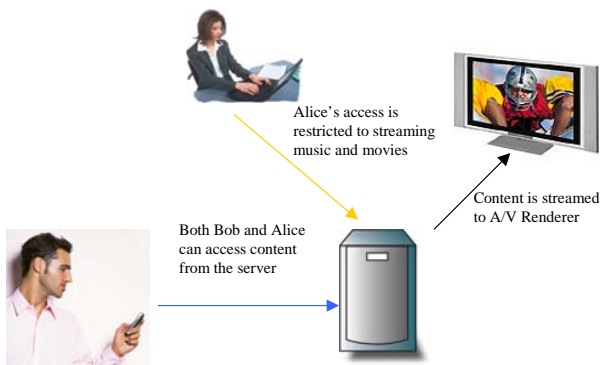 Alice's access is
restricted to streaming
music and movies
Content is streamed
to A/V Renderer
Both Bob and Alice
can access content
from the server